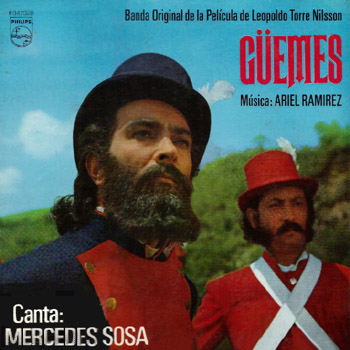 PHILIPS
Banda Original de la Película de Leopoldo Torre Nilsson
GÜEMES
Música: ARIEL RAMIREZ
Canta:
MERCEDES SOSA